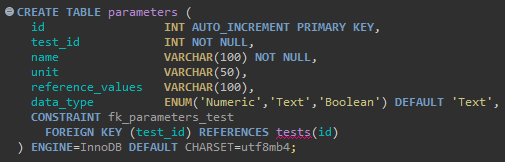 CREATE TABLE parameters (
id INT AUTO_INCREMENT PRIMARY KEY,
test_id INT NOT NULL,
name VARCHAR(100) NOT NULL,
unit VARCHAR(50),
reference_values VARCHAR(100),
data_type ENUM('Numeric','Text','Boolean') DEFAULT 'Text',
CONSTRAINT fk_parameters_test
FOREIGN KEY (test_id) REFERENCES tests(id)
) ENGINE=InnoDB DEFAULT CHARSET=utf8mb4;